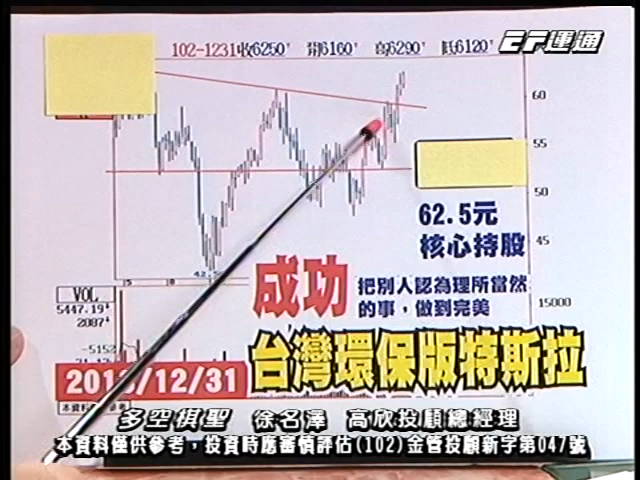 運通
102-1231收6250↑ 開6160↑ 高6290↑ 低6120↑
60
55
50
62.5元
核心持股
45
42.
成功
把別人認為理所當然
的事，做到完美
VOL
5447.19↑
2087↑
15000
-5152
台灣環保版特斯拉
2013/12/31
多空棋聖 徐名澤 高欣投顧總經理
本資料僅供參考，投資時應審慎評估(102)金管投顧新字第047號